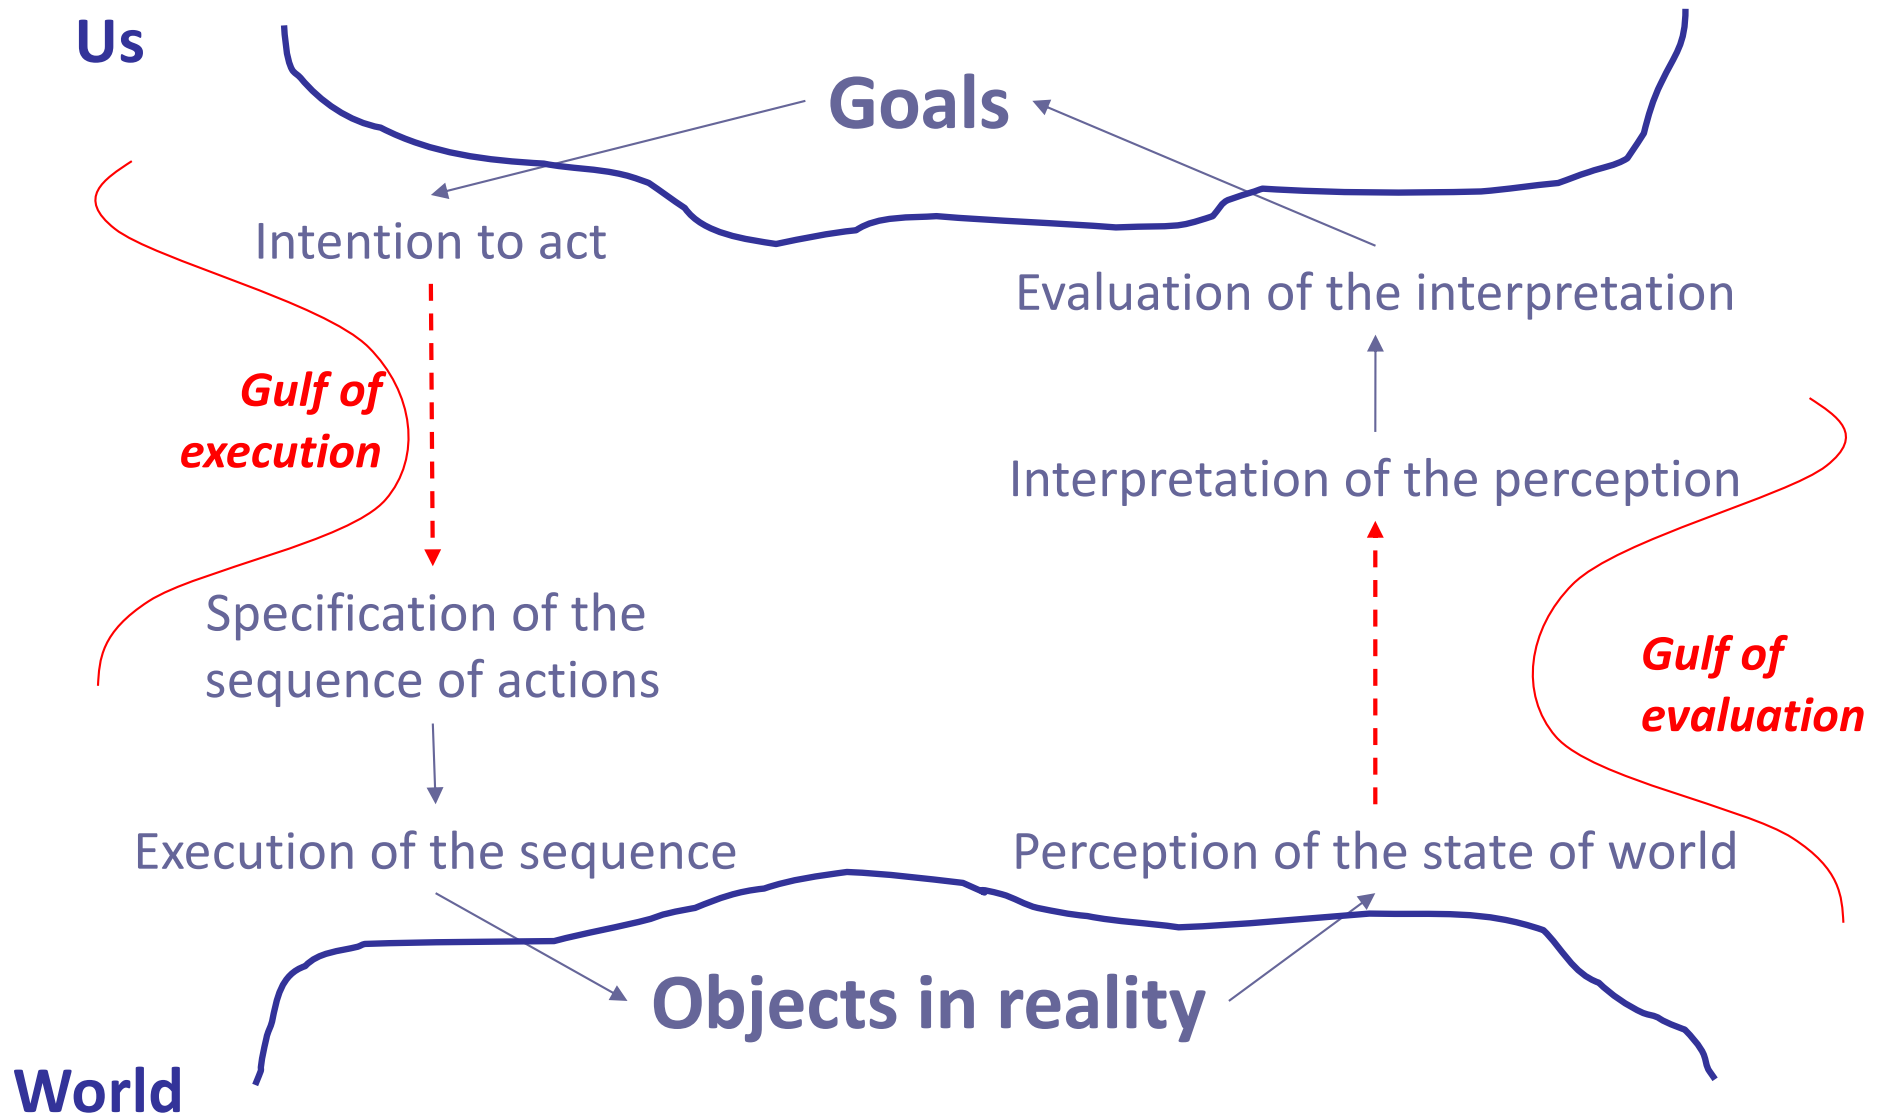 Us
Goals
Intention to act
Evaluation of the interpretation
Gulf of
execution
Interpretation of the perception
Specification of the
sequence of actions
Gulf of
evaluation
Execution of the sequence
Perception of the state of world
Objects in reality
World